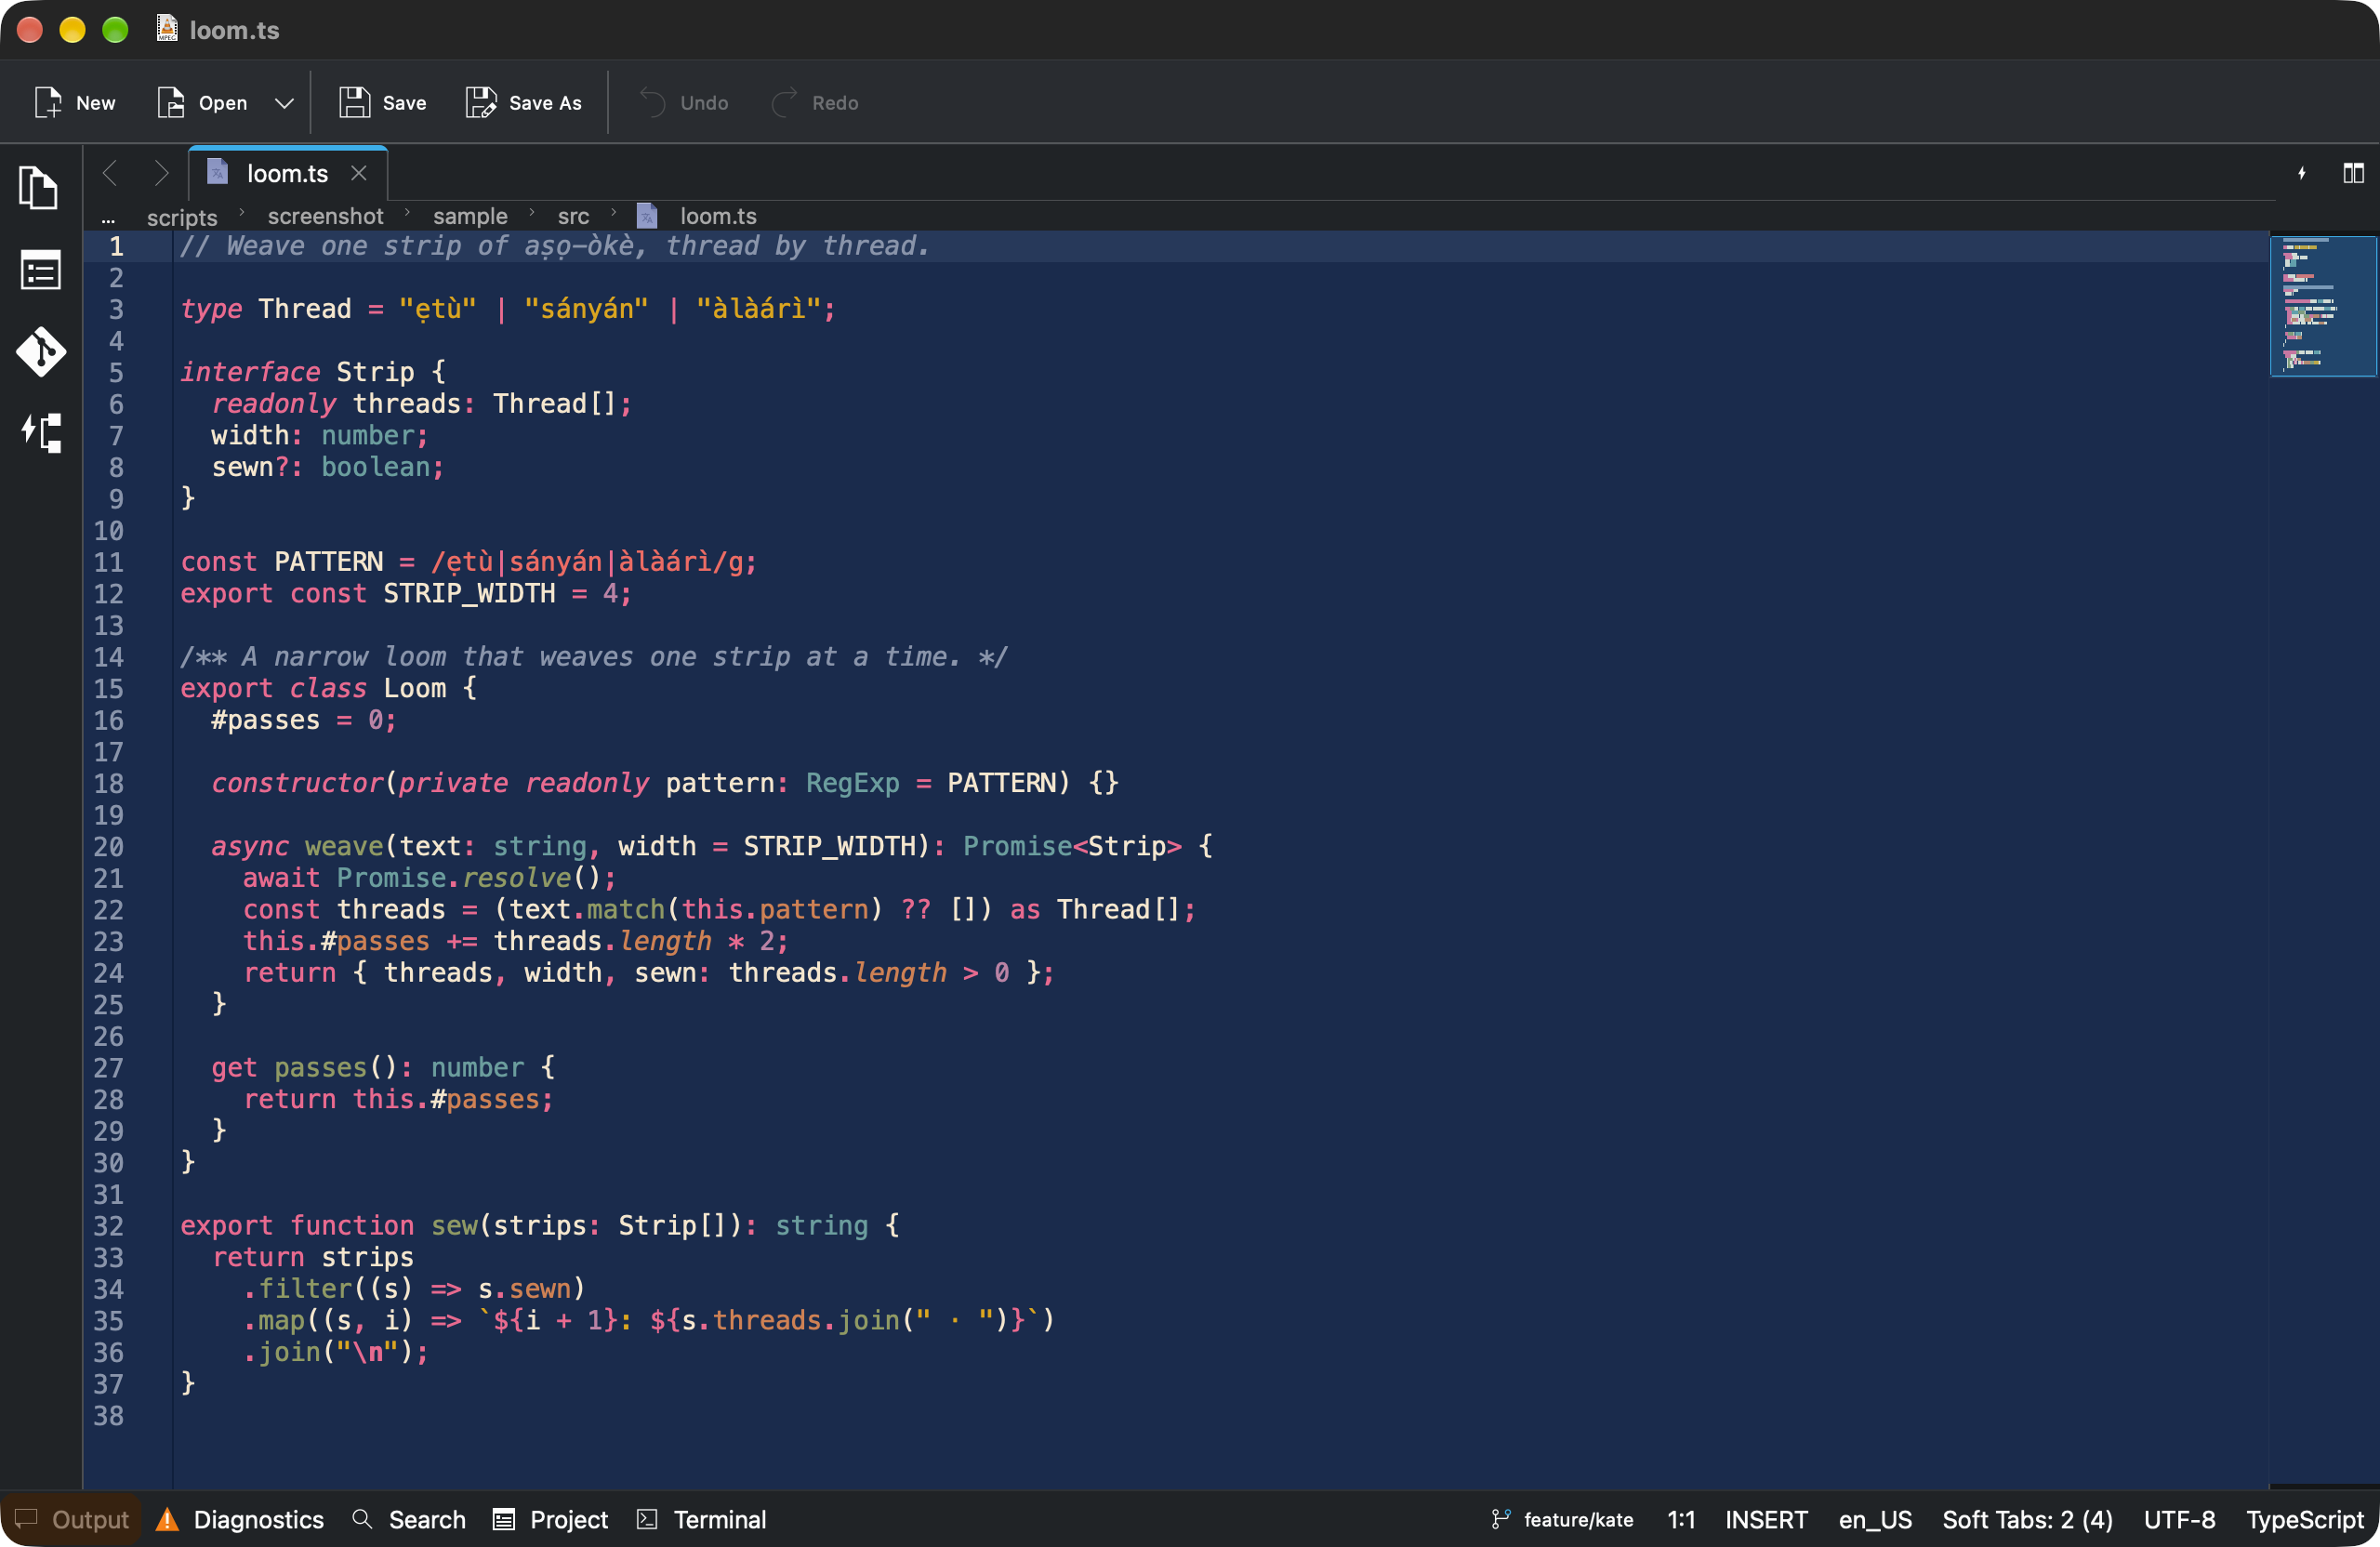 loom.ts
New Open Save Save As Undo Redo
loom.ts
... scripts screenshot sample src loom.ts
1 // Weave one strip of aṣọ-òkè, thread by thread.
2
3 type Thread = "ẹtù" | "sányán" | "àlàárì";
4
5 interface Strip {
6   readonly threads: Thread[];
7   width: number;
8   sewn?: boolean;
9 }
10
11 const PATTERN = /ẹtù|sányán|àlàárì/g;
12 export const STRIP_WIDTH = 4;
13
14 /** A narrow loom that weaves one strip at a time. */
15 export class Loom {
16   #passes = 0;
17
18   constructor(private readonly pattern: RegExp = PATTERN) {}
19
20   async weave(text: string, width = STRIP_WIDTH): Promise<Strip> {
21     await Promise.resolve();
22     const threads = (text.match(this.pattern) ?? []) as Thread[];
23     this.#passes += threads.length * 2;
24     return { threads, width, sewn: threads.length > 0 };
25   }
26
27   get passes(): number {
28     return this.#passes;
29   }
30 }
31
32 export function sew(strips: Strip[]): string {
33   return strips
34     .filter((s) => s.sewn)
35     .map((s, i) => `${i + 1}: ${s.threads.join(" · ")}`)
36     .join("\n");
37 }
38
Output Diagnostics Search Project Terminal feature/kate 1:1 INSERT en_US Soft Tabs: 2 (4) UTF-8 TypeScript